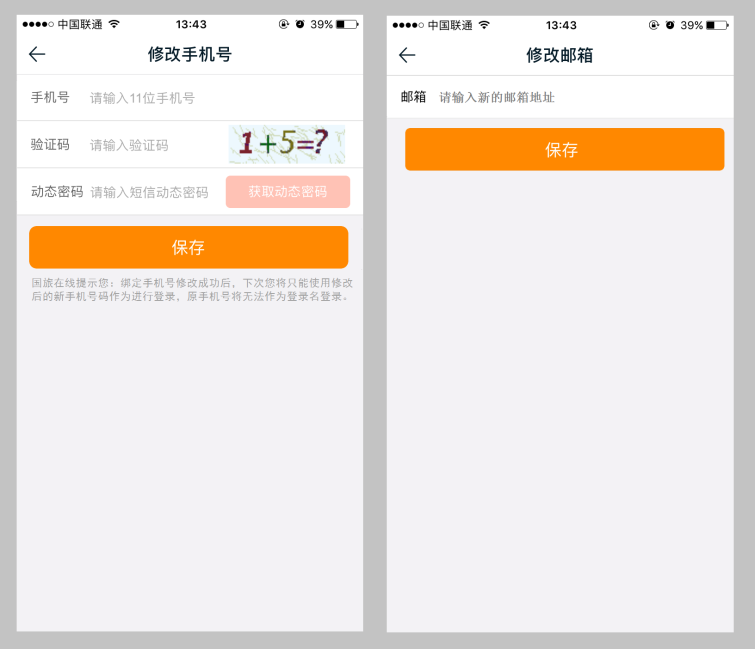 ●●●●○ 中国联通 13:43 39%
修改手机号
手机号 请输入11位手机号
验证码 请输入验证码 1+5=?
动态密码 请输入短信动态密码 获取动态密码
保存
国旅在线提示您：绑定手机号修改成功后，下次您将只能使用修改
后的新手机号码作为进行登录，原手机号将无法作为登录名登录。
●●●●○ 中国联通 13:43 39%
修改邮箱
邮箱 请输入新的邮箱地址
保存